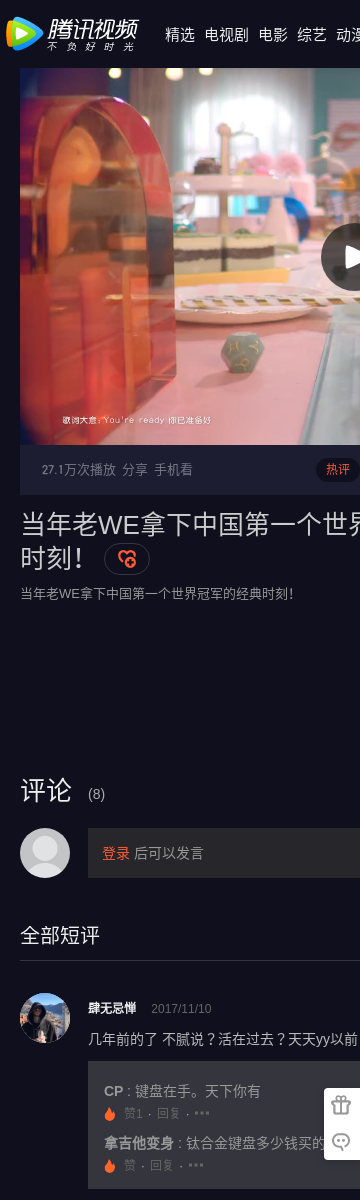 腾讯视频
不负好时光
精选 电视剧 电影 综艺 动漫
歌词大意：You're ready 你已准备好
27.1万次播放 分享 手机看
热评
当年老WE拿下中国第一个世界
时刻！
当年老WE拿下中国第一个世界冠军的经典时刻！
评论 (8)
登录 后可以发言
全部短评
肆无忌惮 2017/11/10
几年前的了 不腻说？活在过去？天天yy以前
CP : 键盘在手。天下你有
赞1 · 回复 · •••
拿吉他变身 : 钛合金键盘多少钱买的
赞 · 回复 · •••